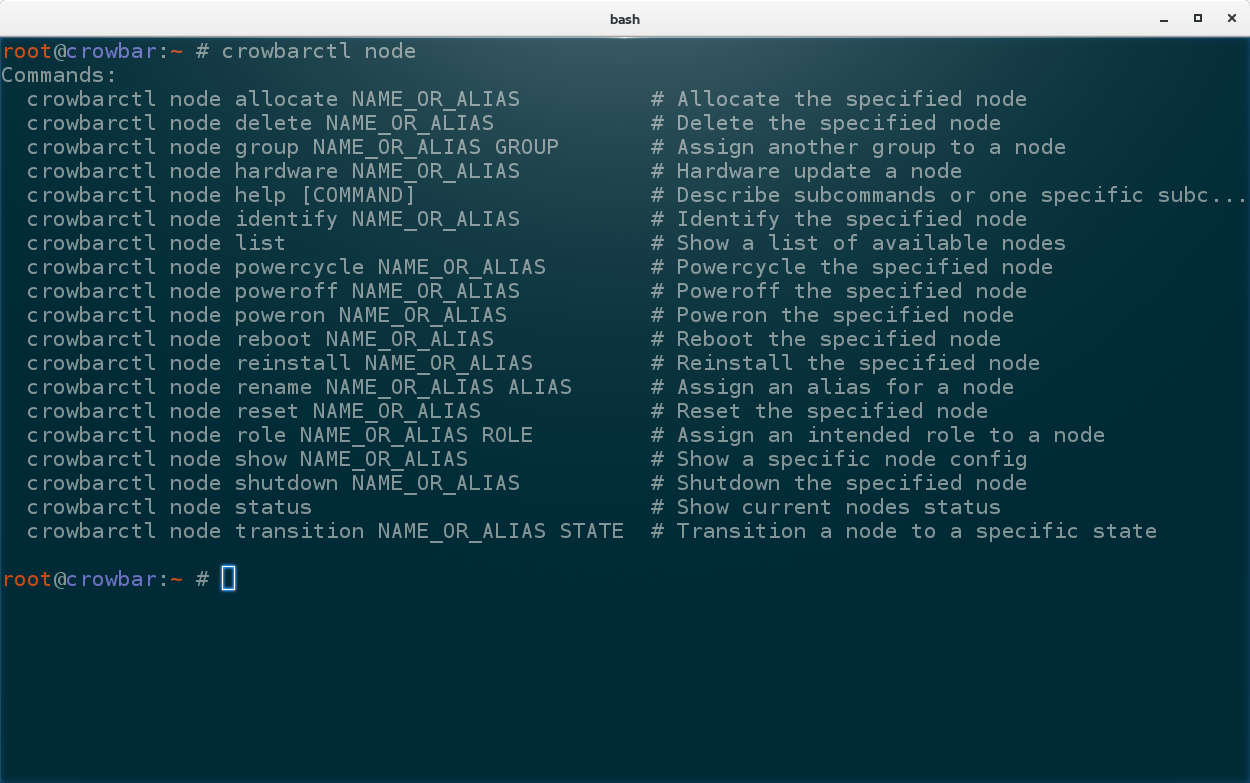 bash
root@crowbar:~ # crowbarctl node
Commands:
  crowbarctl node allocate NAME_OR_ALIAS          # Allocate the specified node
  crowbarctl node delete NAME_OR_ALIAS            # Delete the specified node
  crowbarctl node group NAME_OR_ALIAS GROUP       # Assign another group to a node
  crowbarctl node hardware NAME_OR_ALIAS          # Hardware update a node
  crowbarctl node help [COMMAND]                  # Describe subcommands or one specific subc...
  crowbarctl node identify NAME_OR_ALIAS          # Identify the specified node
  crowbarctl node list                            # Show a list of available nodes
  crowbarctl node powercycle NAME_OR_ALIAS        # Powercycle the specified node
  crowbarctl node poweroff NAME_OR_ALIAS          # Poweroff the specified node
  crowbarctl node poweron NAME_OR_ALIAS           # Poweron the specified node
  crowbarctl node reboot NAME_OR_ALIAS            # Reboot the specified node
  crowbarctl node reinstall NAME_OR_ALIAS         # Reinstall the specified node
  crowbarctl node rename NAME_OR_ALIAS ALIAS      # Assign an alias for a node
  crowbarctl node reset NAME_OR_ALIAS             # Reset the specified node
  crowbarctl node role NAME_OR_ALIAS ROLE         # Assign an intended role to a node
  crowbarctl node show NAME_OR_ALIAS              # Show a specific node config
  crowbarctl node shutdown NAME_OR_ALIAS          # Shutdown the specified node
  crowbarctl node status                          # Show current nodes status
  crowbarctl node transition NAME_OR_ALIAS STATE  # Transition a node to a specific state
root@crowbar:~ #